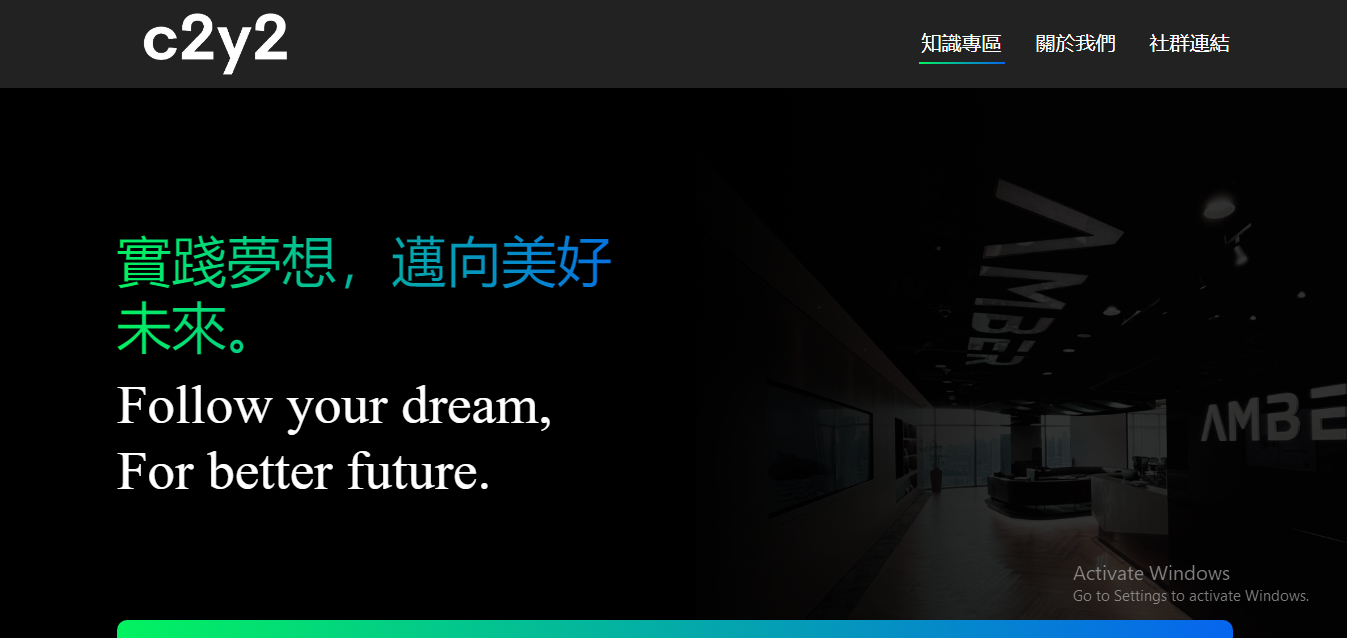 c2y2
知識專區
關於我們
社群連結
實踐夢想，邁向美好
未來。
Follow your dream,
For better future.
AMBER
AMBE
Activate Windows
Go to Settings to activate Windows.